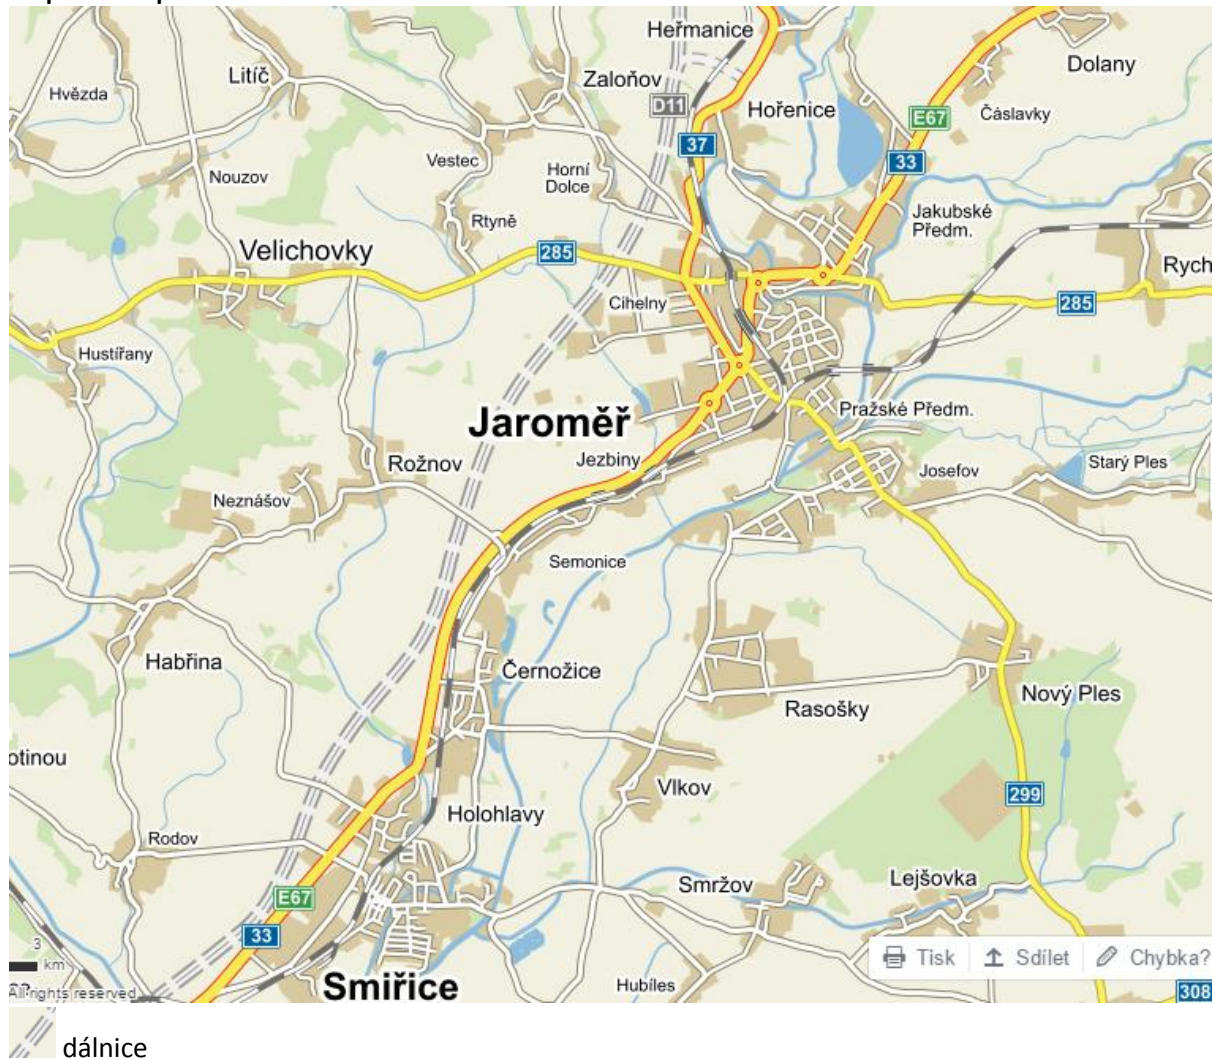 Heřmanice
Dolany
Litíč
Zaloňov
Hvězda
D11
Hořenice
E67
Čáslavky
37
Vestec
33
Nouzov
Horní
Dolce
Rtyně
Jakubské
Předm.
Velichovky
285
Rych
Cihelny
285
Hustířany
Jaroměř
Pražské Předm.
Rožnov
Jezbiny
Josefov
Starý Ples
Neznášov
Semonice
Habřina
Černožice
Nový Ples
Rasošky
otinou
Vlkov
299
Holohlavy
Rodov
Smržov
Lejšovka
E67
33
3
km
Tisk
Sdílet
Chybka?
Smiřice
Hubíles
308
All rights reserved
dálnice